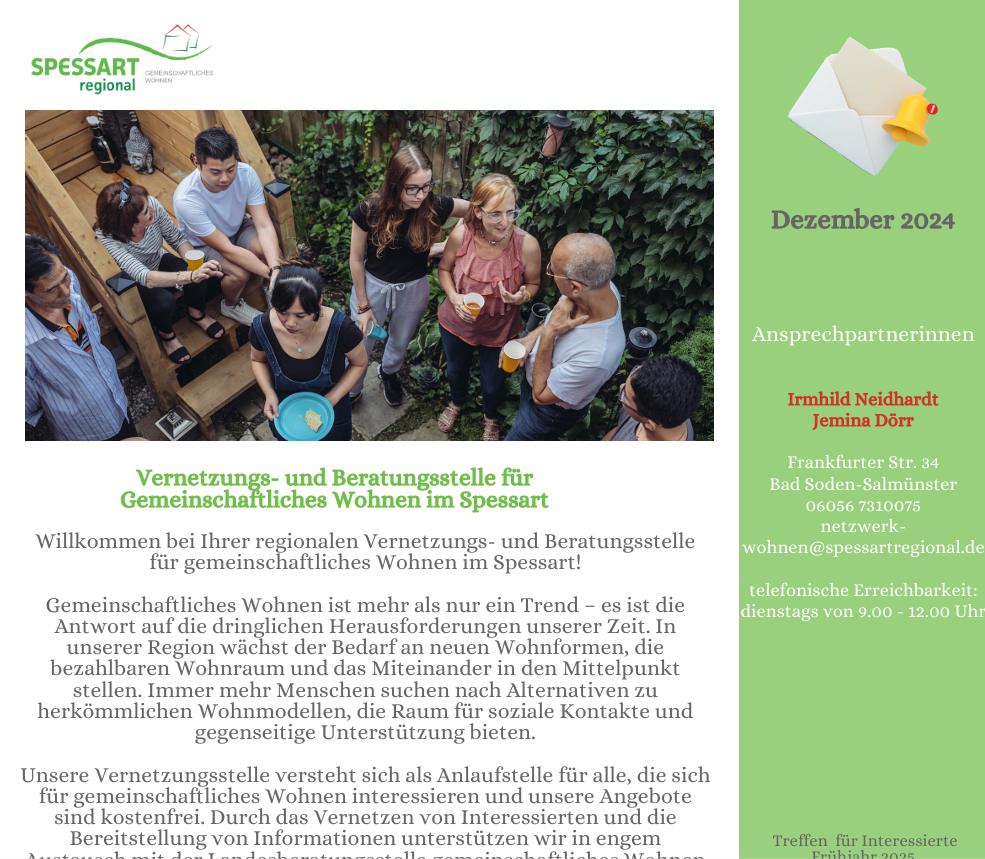 SPESSART
regional
GEMEINSCHAFTLICHES
WOHNEN
Vernetzungs- und Beratungsstelle für
Gemeinschaftliches Wohnen im Spessart
Willkommen bei Ihrer regionalen Vernetzungs- und Beratungsstelle
für gemeinschaftliches Wohnen im Spessart!
Gemeinschaftliches Wohnen ist mehr als nur ein Trend – es ist die
Antwort auf die dringlichen Herausforderungen unserer Zeit. In
unserer Region wächst der Bedarf an neuen Wohnformen, die
bezahlbaren Wohnraum und das Miteinander in den Mittelpunkt
stellen. Immer mehr Menschen suchen nach Alternativen zu
herkömmlichen Wohnmodellen, die Raum für soziale Kontakte und
gegenseitige Unterstützung bieten.
Unsere Vernetzungsstelle versteht sich als Anlaufstelle für alle, die sich
für gemeinschaftliches Wohnen interessieren und unsere Angebote
sind kostenfrei. Durch das Vernetzen von Interessierten und die
Bereitstellung von Informationen unterstützen wir in engem
Austausch mit der Landesberatungsstelle gemeinschaftliches Wohnen
Dezember 2024
Ansprechpartnerinnen
Irmhild Neidhardt
Jemina Dörr
Frankfurter Str. 34
Bad Soden-Salmünster
06056 7310075
netzwerk-
wohnen@spessartregional.de
telefonische Erreichbarkeit:
dienstags von 9.00 - 12.00 Uhr
Treffen für Interessierte
Frühjahr 2025